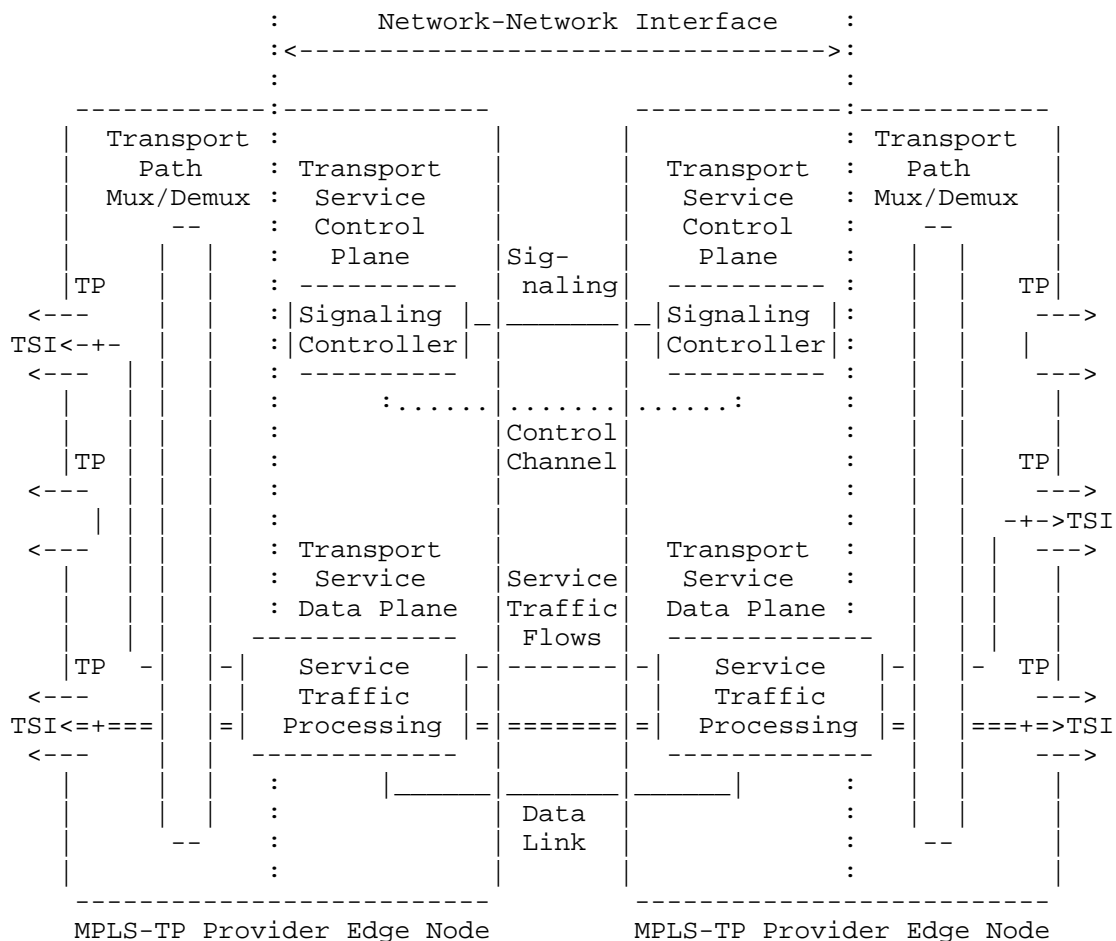 Network-Network Interface
Transport Transport
Path Transport Transport Path
Mux/Demux Service Service Mux/Demux
Control Control
Plane Sig- Plane
TP naling TP
Signaling Signaling
TSI Controller Controller
Control
TP Channel TP
TSI
Transport Transport
Service Service Service
Data Plane Traffic Data Plane
Flows
TP Service Service TP
Traffic Traffic
TSI Processing Processing TSI
Data
Link
MPLS-TP Provider Edge Node MPLS-TP Provider Edge Node